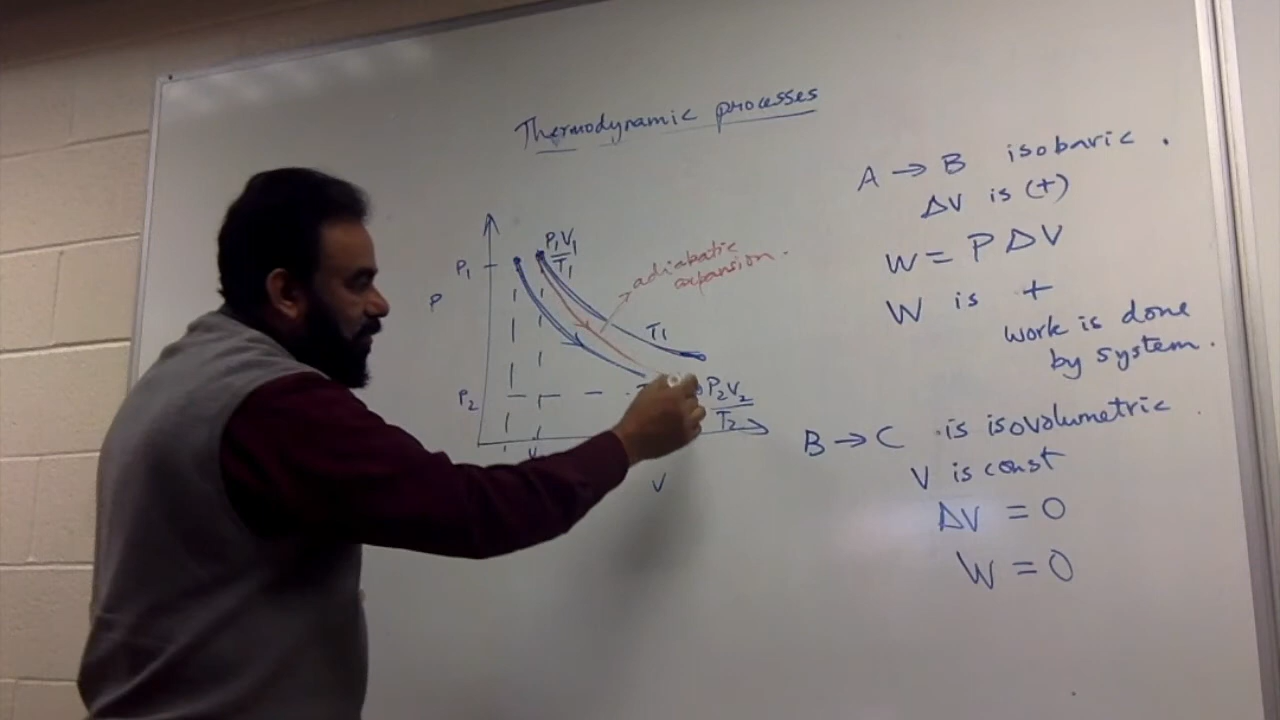 Thermodynamic processes
P₁V₁
T₁
P₁
P
adiabatic
expansion.
T₁
P₂
P₂V₂
T₂
V
V
A → B isobaric.
ΔV is (+)
W = P ΔV
W is +
work is done
by system.
B → C is isovolumetric
V is const
ΔV = 0
W = 0